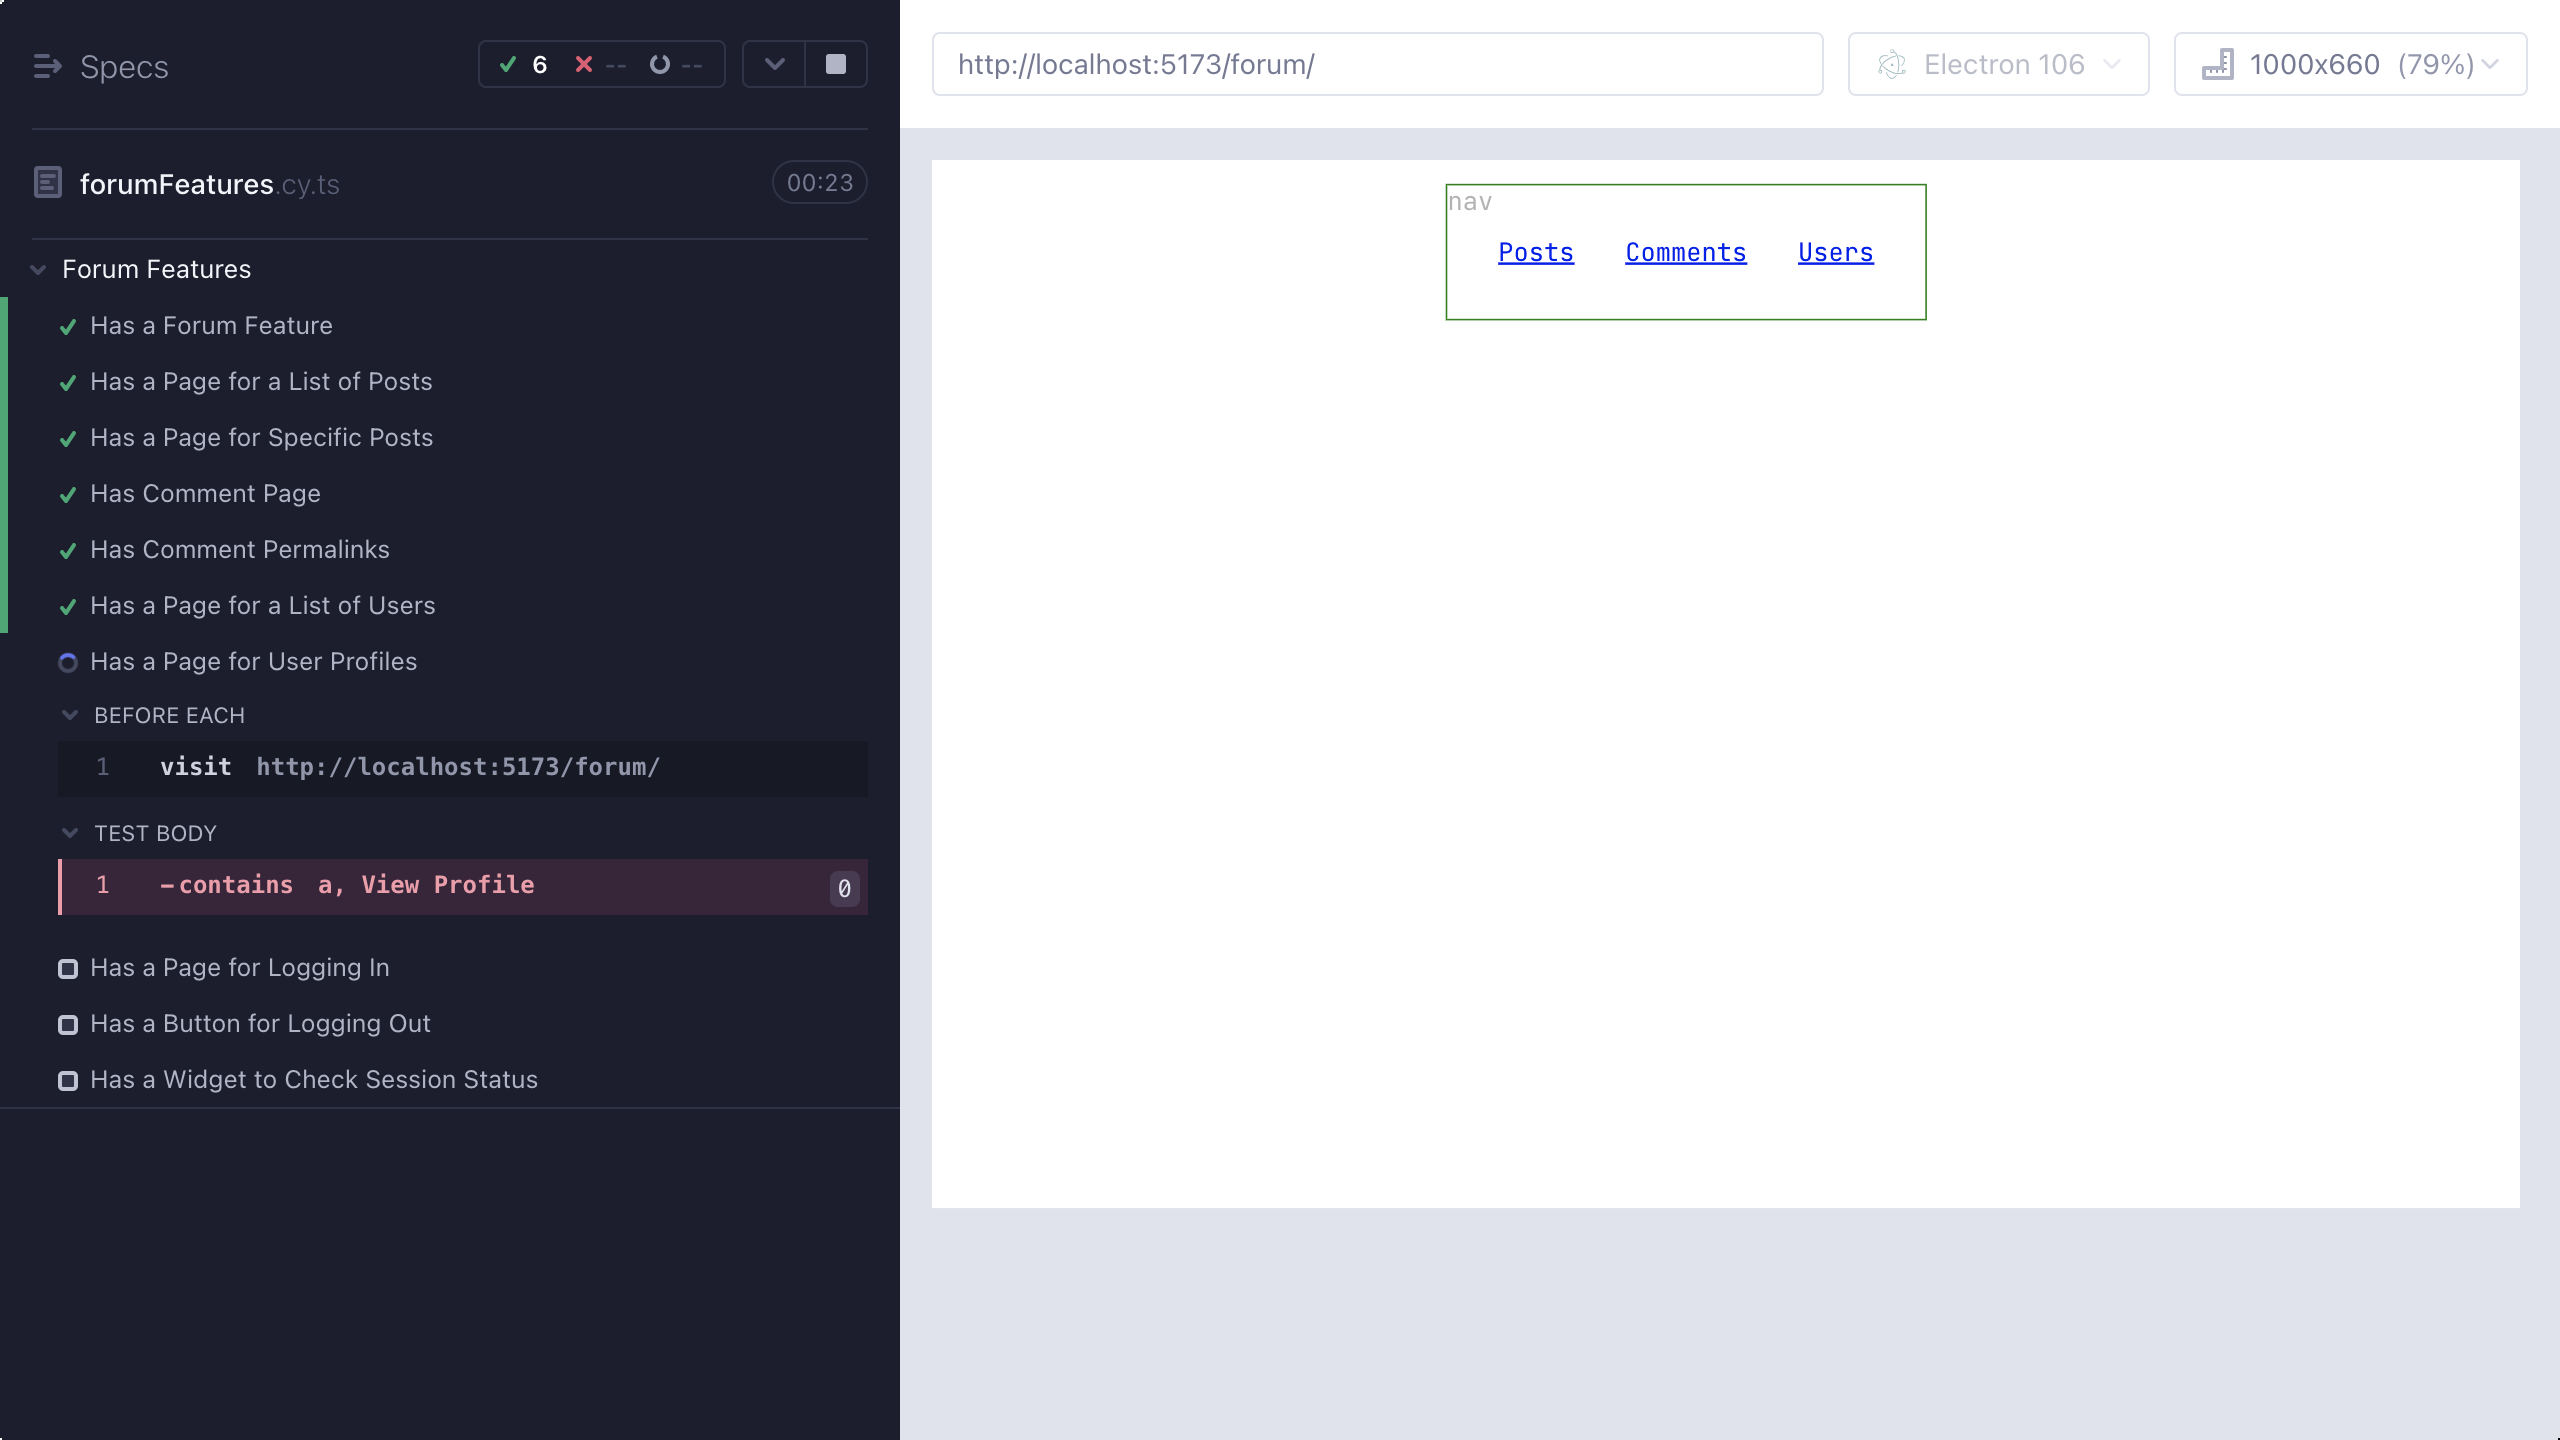 Specs 6 -- --
forumFeatures.cy.ts 00:23
Forum Features
Has a Forum Feature
Has a Page for a List of Posts
Has a Page for Specific Posts
Has Comment Page
Has Comment Permalinks
Has a Page for a List of Users
Has a Page for User Profiles
BEFORE EACH
1 visit http://localhost:5173/forum/
TEST BODY
1 -contains a, View Profile 0
Has a Page for Logging In
Has a Button for Logging Out
Has a Widget to Check Session Status
http://localhost:5173/forum/ Electron 106 1000x660 (79%)
nav
Posts Comments Users